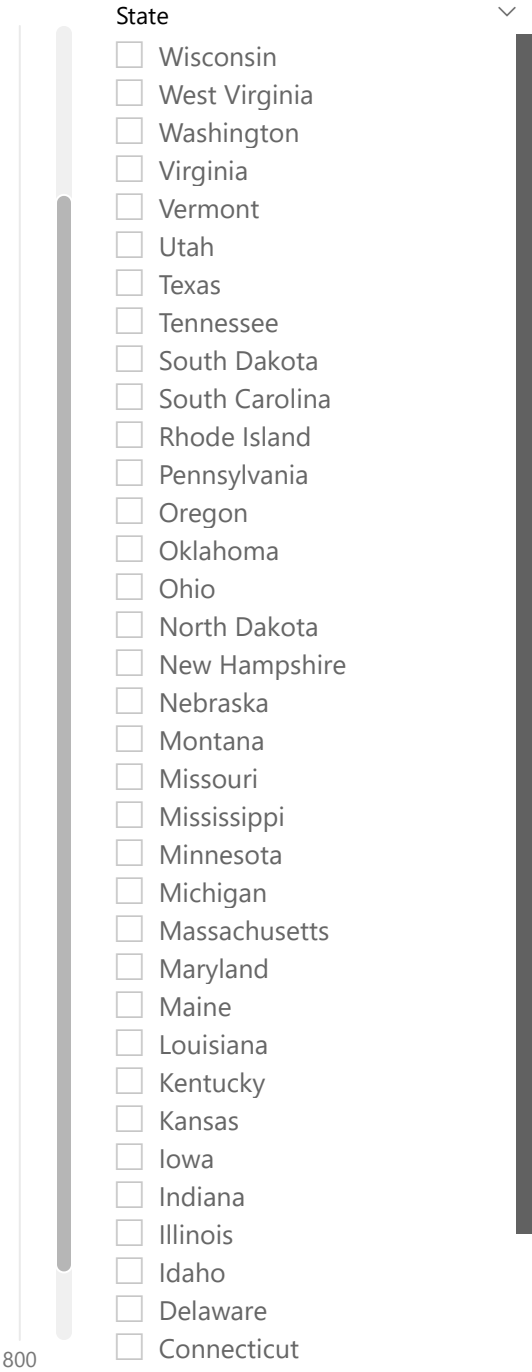 State
Wisconsin
West Virginia
Washington
Virginia
Vermont
Utah
Texas
Tennessee
South Dakota
South Carolina
Rhode Island
Pennsylvania
Oregon
Oklahoma
Ohio
North Dakota
New Hampshire
Nebraska
Montana
Missouri
Mississippi
Minnesota
Michigan
Massachusetts
Maryland
Maine
Louisiana
Kentucky
Kansas
Iowa
Indiana
Illinois
Idaho
Delaware
Connecticut
800